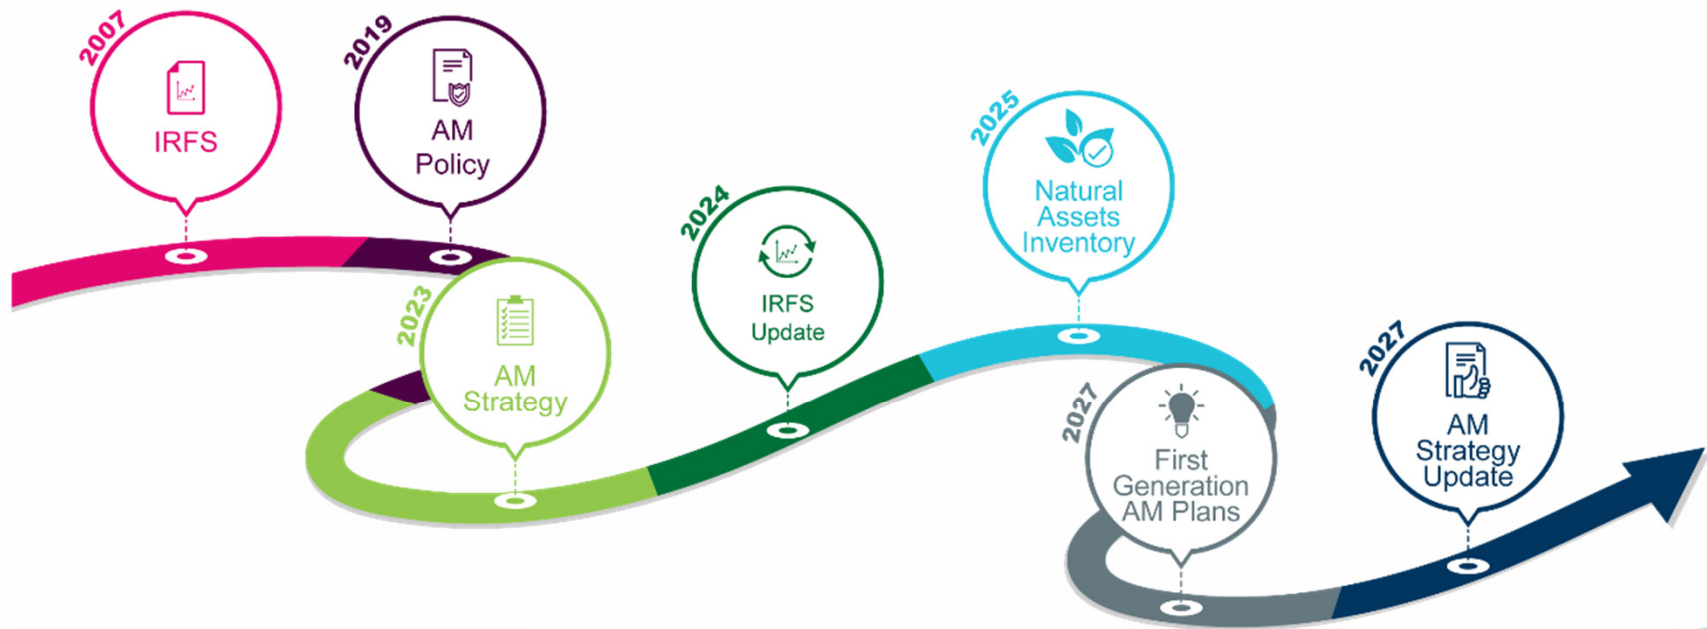 2007
IRFS
2019
AM
Policy
2023
AM
Strategy
2024
IRFS
Update
2025
Natural
Assets
Inventory
2027
First
Generation
AM Plans
2027
AM
Strategy
Update